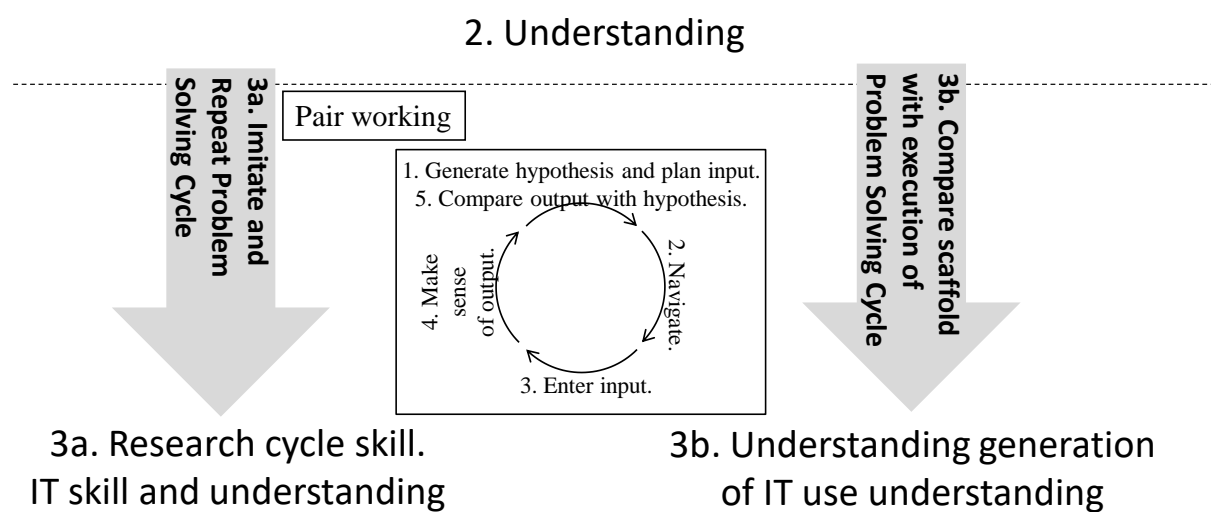 2. Understanding
3a. Imitate and
Repeat Problem
Solving Cycle
Pair working
1. Generate hypothesis and plan input.
5. Compare output with hypothesis.
2. Navigate.
3. Enter input.
4. Make
sense
of output.
3b. Compare scaffold
with execution of
Problem Solving Cycle
3a. Research cycle skill.
IT skill and understanding
3b. Understanding generation
of IT use understanding